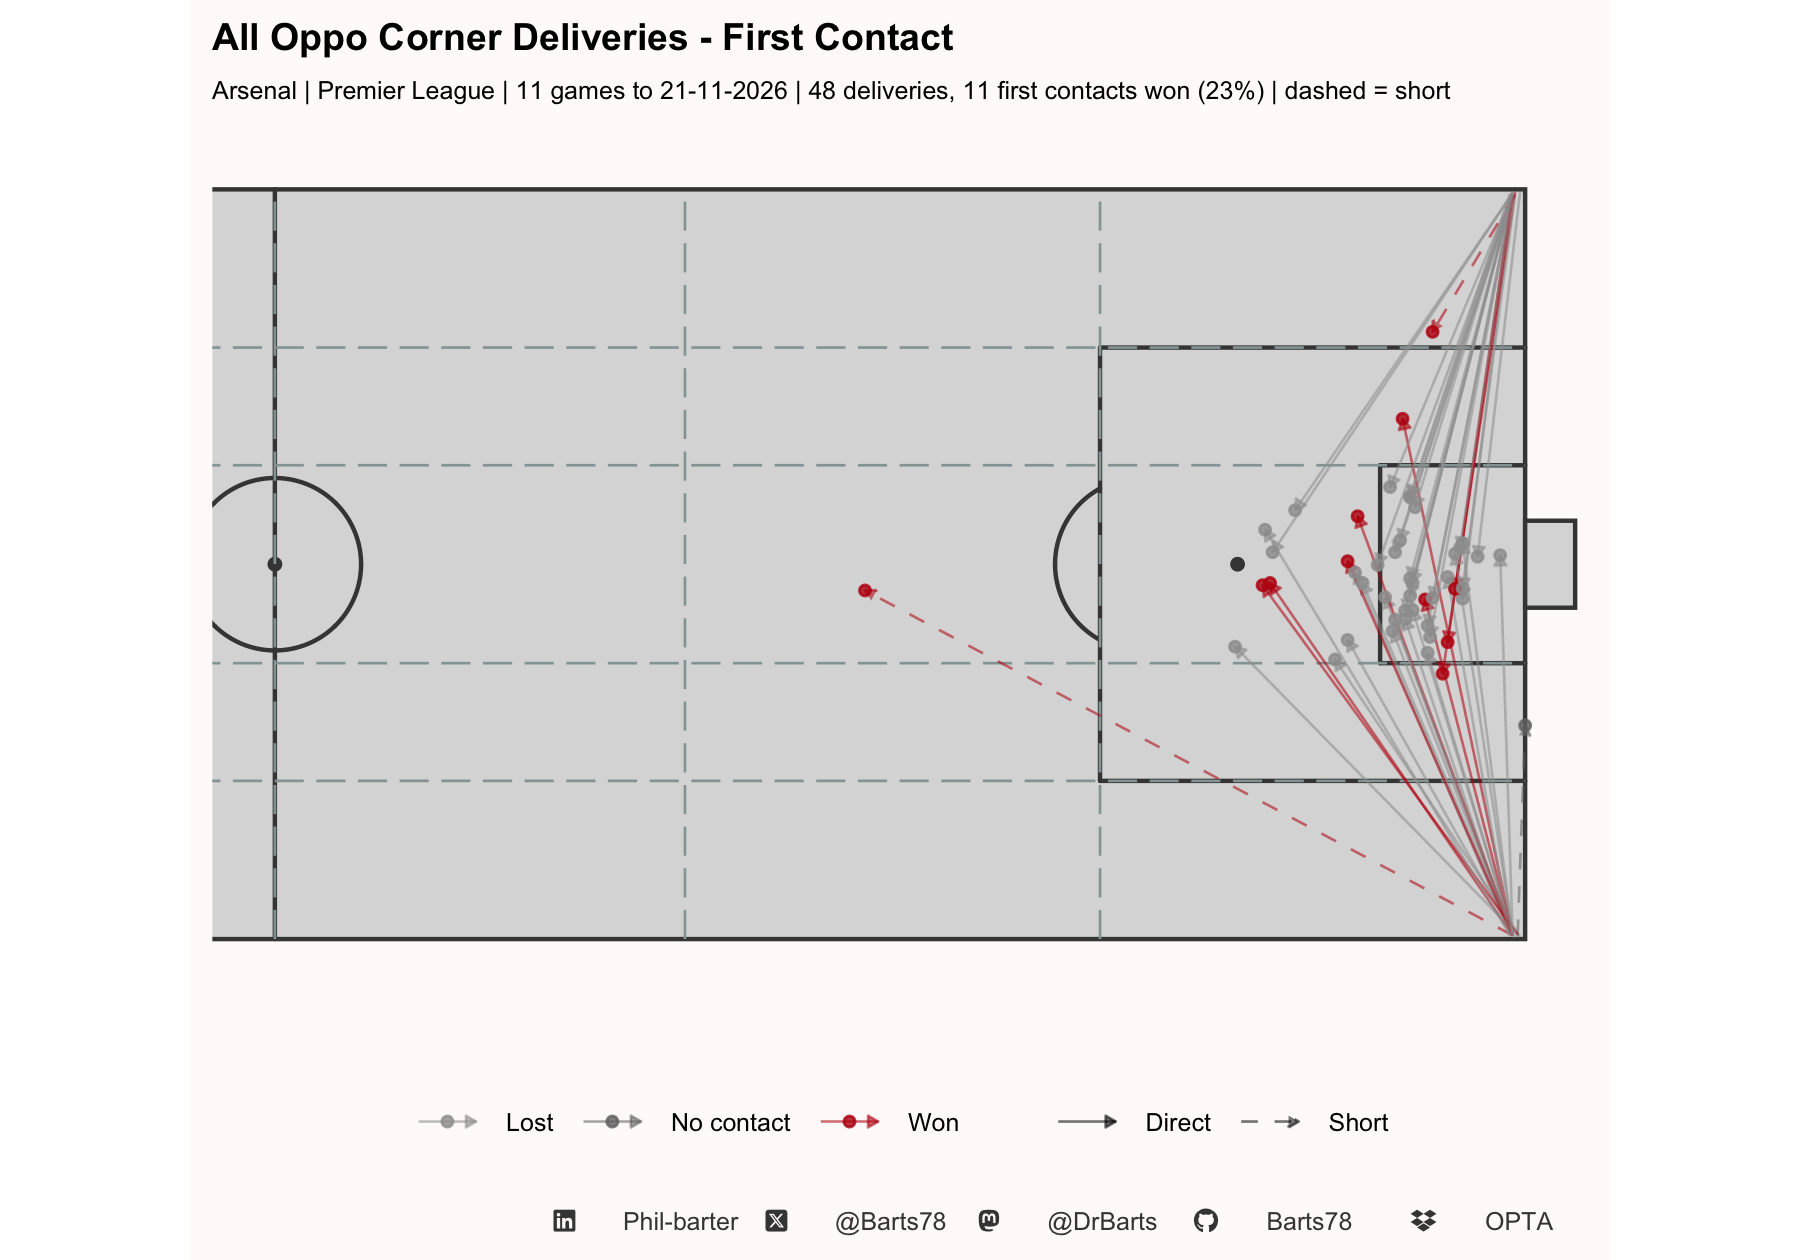 All Oppo Corner Deliveries - First Contact
Arsenal | Premier League | 11 games to 21-11-2026 | 48 deliveries, 11 first contacts won (23%) | dashed = short
Lost No contact Won Direct Short
Phil-barter @Barts78 @DrBarts Barts78 OPTA